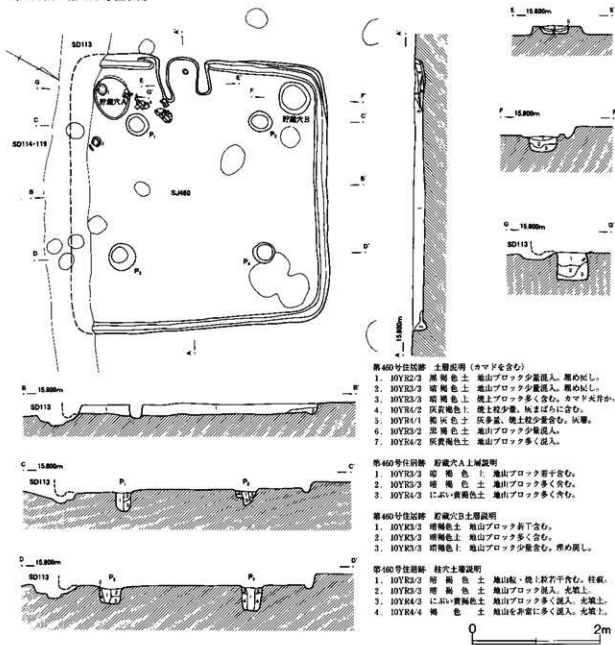 SD113
A'
G
E
G'
E'
貯蔵穴A
F
貯蔵穴B
F'
C
P₁
P₂
C'
SD114・119
SJ460
B
B'
D
P₃
P₄
D'
A
A'
15.800m
A
E 15.800m E'
F 15.800m
G 15.800m
SD113
B 15.800m B'
SD113
C 15.800m C'
SD113
P₁
D 15.800m D'
SD113
第460号住居跡 土層説明(カマドを含む)
1. 10YR2/3 黒褐色土 地山ブロック少量混入。埋め戻し。
2. 10YR3/3 暗褐色土 地山ブロック少量混入。埋め戻し。
3. 10YR3/3 暗褐色土 焼土ブロック多く含む。カマド天井か。
4. 10YR4/2 灰黄褐色土 焼土粒少量、灰まばらに含む。
5. 10YR4/1 褐灰色土 灰多量、焼土粒少量含む。灰層。
6. 10YR3/2 黒褐色土 地山ブロック少量混入。
7. 10YR4/2 灰黄褐色土 地山ブロック多く混入。
第460号住居跡 貯蔵穴A土層説明
1. 10YR3/3 暗褐色土 地山ブロック若干含む。
2. 10YR3/3 暗褐色土 地山ブロック多く含む。
3. 10YR4/3 にぶい黄褐色土 地山ブロック多く含む。
第460号住居跡 貯蔵穴B土層説明
1. 10YR3/3 暗褐色土 地山ブロック若干含む。
2. 10YR3/3 暗褐色土 地山ブロック多く含む。
3. 10YR3/3 暗褐色土 地山ブロック少量含む。埋め戻し。
第460号住居跡 柱穴土層説明
1. 10YR3/3 暗褐色土 地山粒・焼土粒若干含む。柱痕。
2. 10YR3/3 暗褐色土 地山ブロック混入。充填土。
3. 10YR4/3 にぶい黄褐色土 地山ブロック多く混入。充填土。
4. 10YR4/4 褐色土 地山を非常に多く混入。充填土。
0 2m